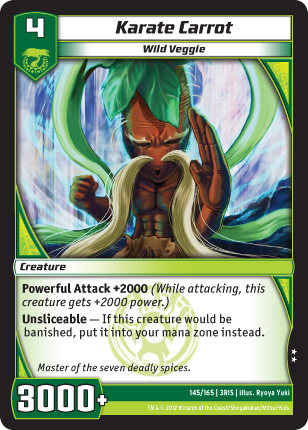 4
Karate Carrot
Wild Veggie
Creature
Powerful Attack +2000 (While attacking, this
creature gets +2000 power.)
Unsliceable — If this creature would be
banished, put it into your mana zone instead.
Master of the seven deadly spices.
3000+
145/165 | 3RIS | illus. Ryoya Yuki
TM & © 2012 Wizards of the Coast/Shogakukan/Mitsui-Kids